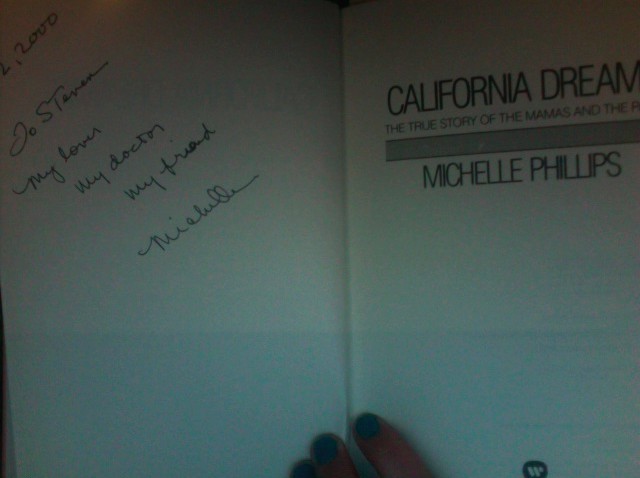 2, 2000
To Steven
my lover
my doctor
my friend
Michelle
CALIFORNIA DREAM
THE TRUE STORY OF THE MAMAS AND THE P
MICHELLE PHILLIPS